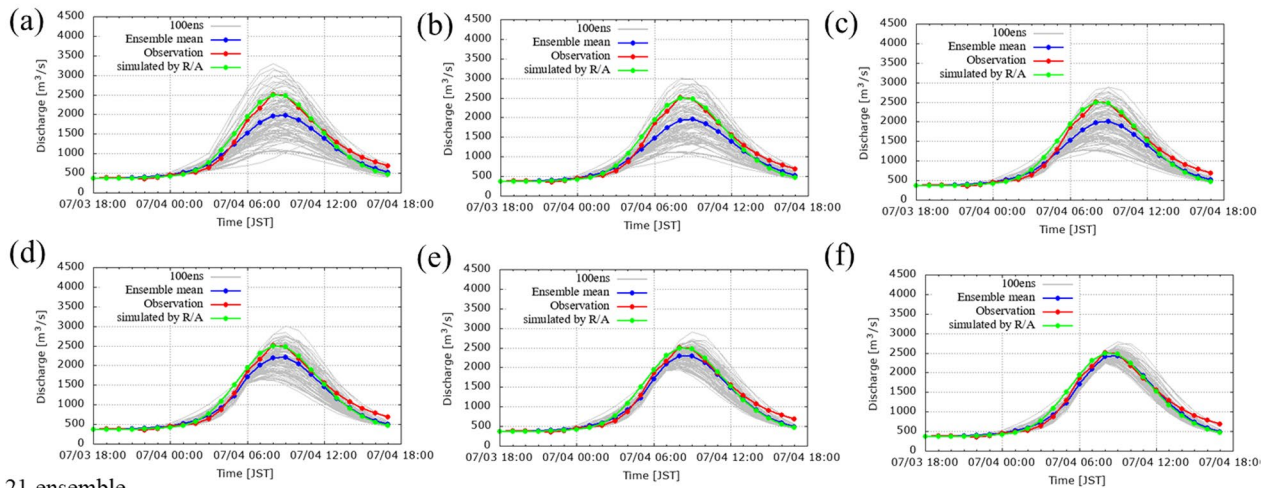 (a)
100ens
Ensemble mean
Observation
simulated by R/A
Discharge [m³/s]
4500
4000
3500
3000
2500
2000
1500
1000
500
0
07/03 18:00 07/04 00:00 07/04 06:00 07/04 12:00 07/04 18:00
Time [JST]
(b)
100ens
Ensemble mean
Observation
simulated by R/A
Discharge [m³/s]
4500
4000
3500
3000
2500
2000
1500
1000
500
0
07/03 18:00 07/04 00:00 07/04 06:00 07/04 12:00 07/04 18:00
Time [JST]
(c)
100ens
Ensemble mean
Observation
simulated by R/A
Discharge [m³/s]
4500
4000
3500
3000
2500
2000
1500
1000
500
0
07/03 18:00 07/04 00:00 07/04 06:00 07/04 12:00 07/04 18:00
Time [JST]
(d)
100ens
Ensemble mean
Observation
simulated by R/A
Discharge [m³/s]
4500
4000
3500
3000
2500
2000
1500
1000
500
0
07/03 18:00 07/04 00:00 07/04 06:00 07/04 12:00 07/04 18:00
Time [JST]
(e)
100ens
Ensemble mean
Observation
simulated by R/A
Discharge [m³/s]
4500
4000
3500
3000
2500
2000
1500
1000
500
0
07/03 18:00 07/04 00:00 07/04 06:00 07/04 12:00 07/04 18:00
Time [JST]
(f)
100ens
Ensemble mean
Observation
simulated by R/A
Discharge [m³/s]
4500
4000
3500
3000
2500
2000
1500
1000
500
0
07/03 18:00 07/04 00:00 07/04 06:00 07/04 12:00 07/04 18:00
Time [JST]
21 ensemble